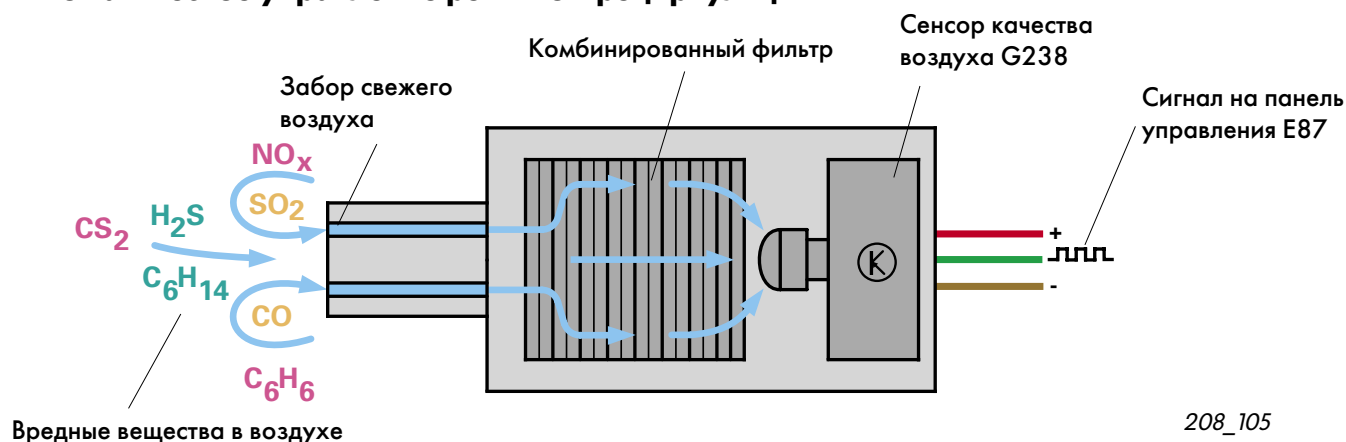 Сенсор качества
воздуха G238
Комбинированный фильтр
Забор свежего
воздуха
Сигнал на панель
управления E87
NOx
SO2
H2S
CS2
C6H14
CO
C6H6
+
-
K
Вредные вещества в воздухе
208_105